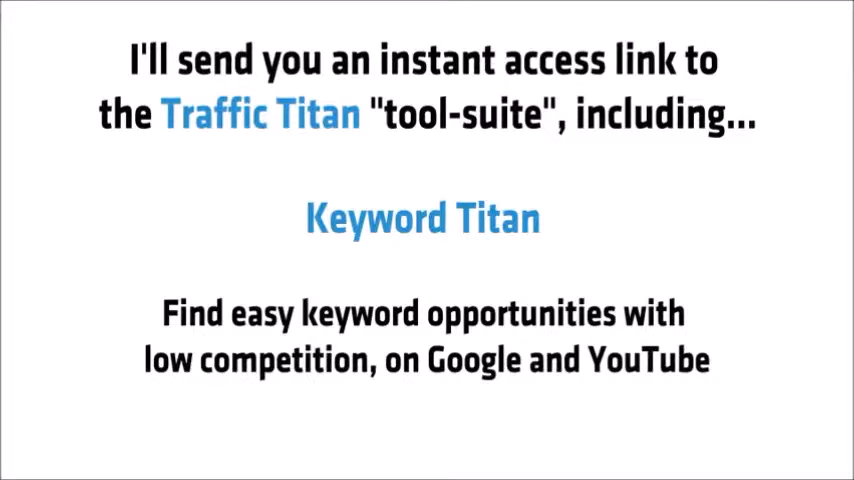 I'll send you an instant access link to
the Traffic Titan "tool-suite", including...
Keyword Titan
Find easy keyword opportunities with
low competition, on Google and YouTube